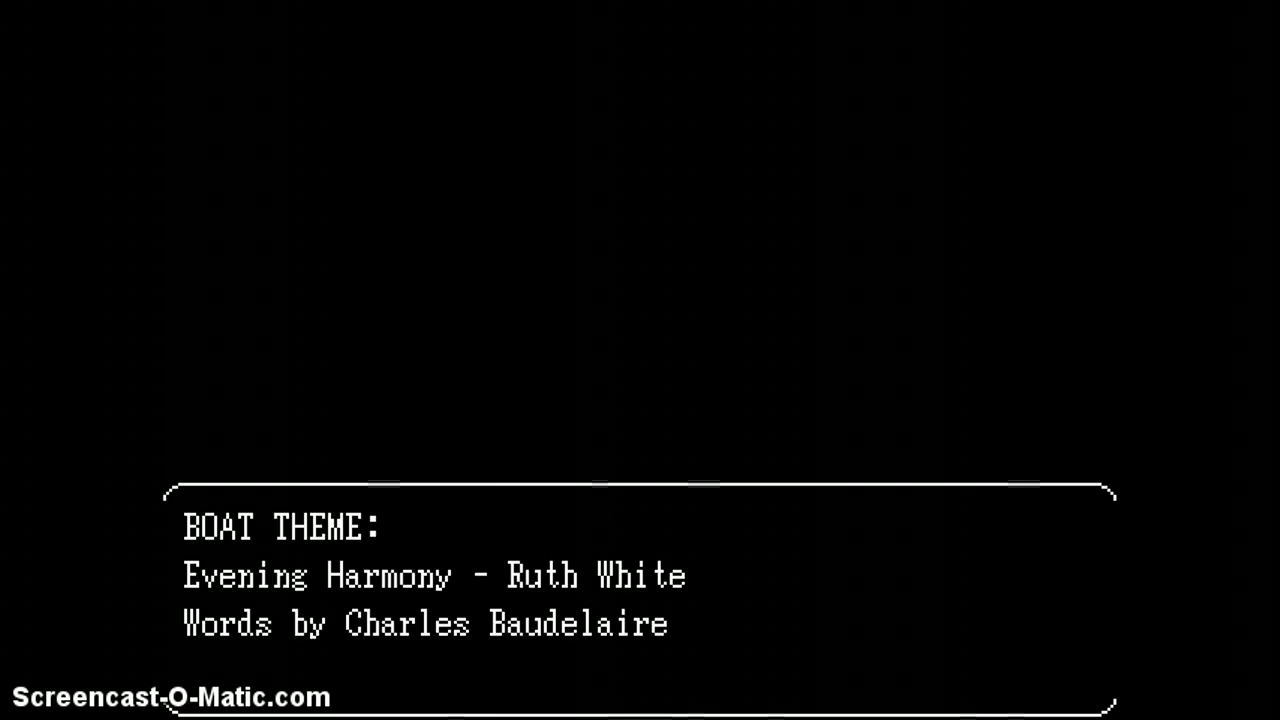 BOAT THEME:
Evening Harmony - Ruth White
Words by Charles Baudelaire
Screencast-O-Matic.com